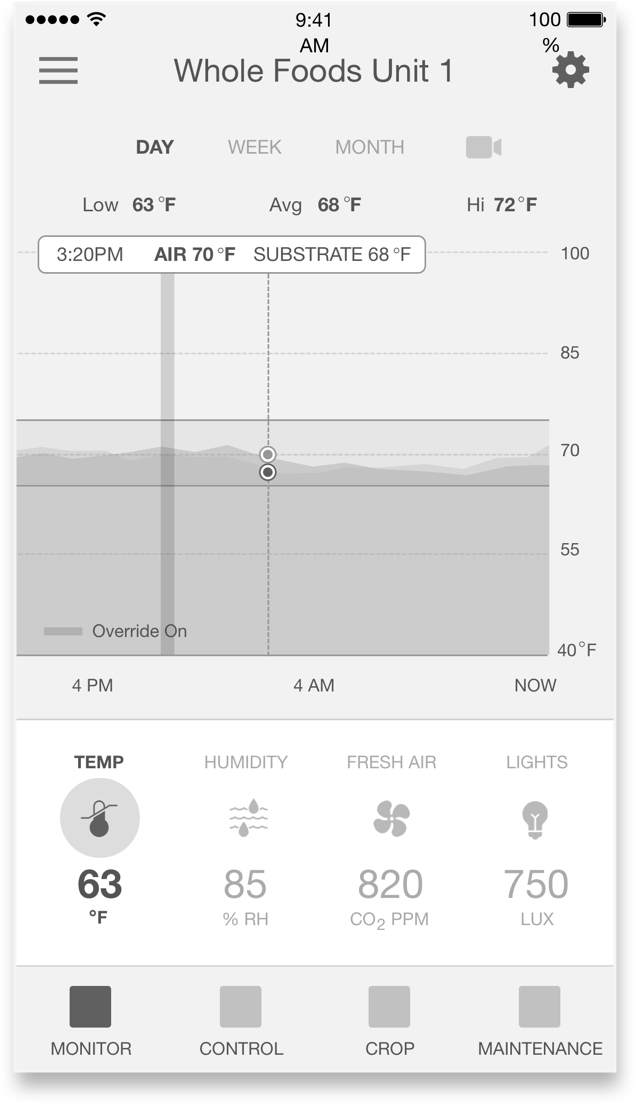 9:41 AM
100 %
Whole Foods Unit 1
DAY WEEK MONTH
Low 63 °F Avg 68 °F Hi 72 °F
3:20PM AIR 70 °F SUBSTRATE 68 °F
100
85
70
55
Override On
40 °F
4 PM 4 AM NOW
TEMP HUMIDITY FRESH AIR LIGHTS
63 85 820 750
°F % RH CO2 PPM LUX
MONITOR CONTROL CROP MAINTENANCE